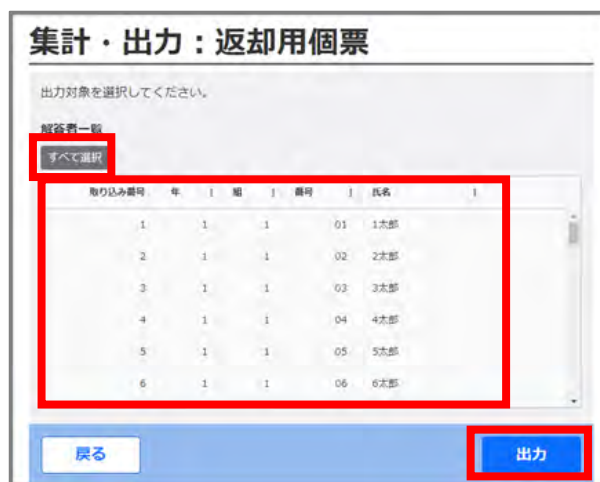 集計・出力：返却用個票
出力対象を選択してください。
解答者一覧
すべて選択
取り込み番号 年 組 番号 氏名
1 1 1 01 1太郎
2 1 1 02 2太郎
3 1 1 03 3太郎
4 1 1 04 4太郎
5 1 1 05 5太郎
6 1 1 06 6太郎
戻る 出力